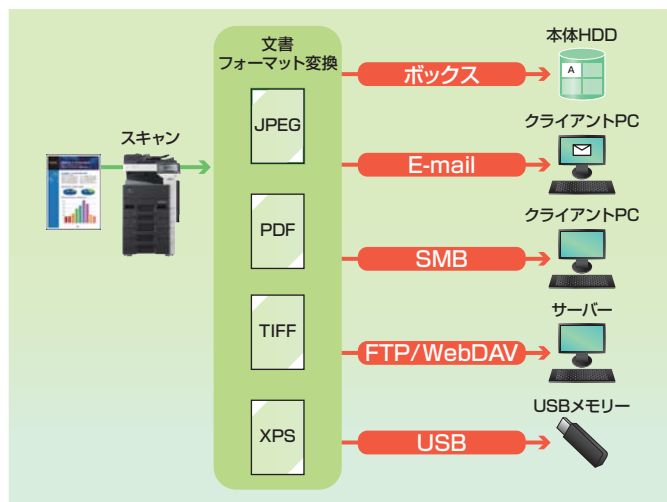 スキャン
文書
フォーマット変換
JPEG
PDF
TIFF
XPS
ボックス
本体HDD
A
E-mail
クライアントPC
SMB
クライアントPC
FTP/WebDAV
サーバー
USB
USBメモリー